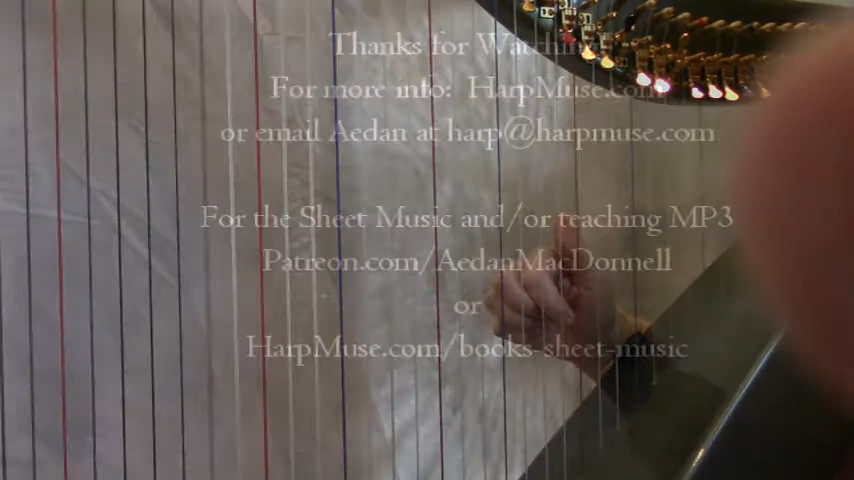 Thanks for Watching
For more info: HarpMuse.com
or email Aedan at harp@harpmuse.com
For the Sheet Music and/or teaching MP3
Patreon.com/AedanMacDonnell
or
HarpMuse.com/books-sheet-music